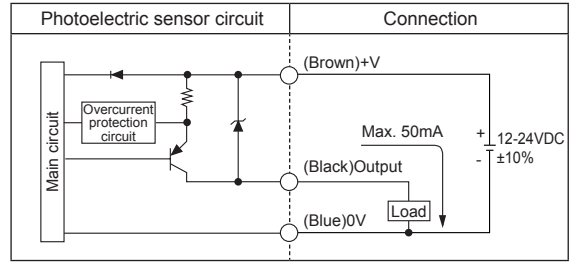 Photoelectric sensor circuit
Connection
(Brown)+V
Overcurrent
protection
circuit
Main circuit
Max. 50mA
+
12-24VDC
-
±10%
(Black)Output
Load
(Blue)0V